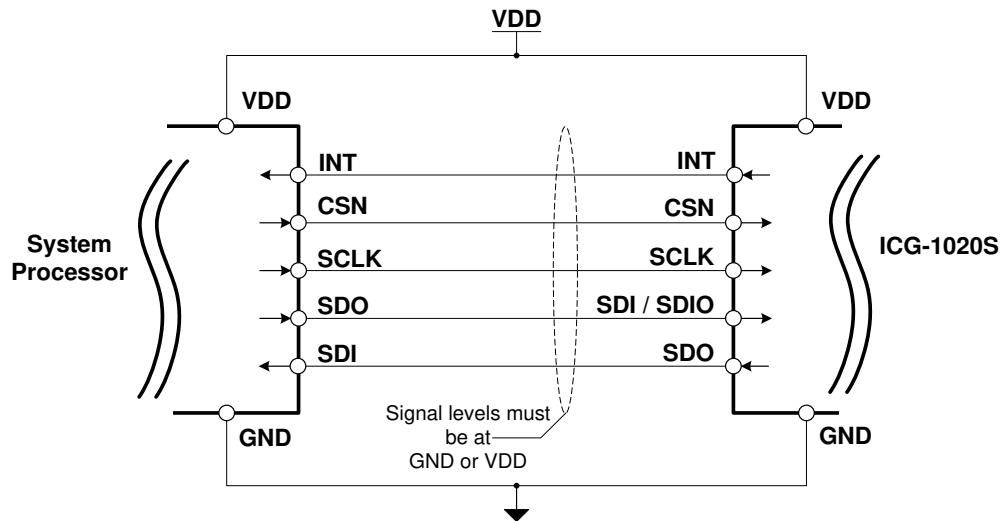 VDD
VDD
VDD
INT
INT
CSN
CSN
System
Processor
SCLK
SCLK
ICG-1020S
SDO
SDI / SDIO
SDI
SDO
Signal levels must
be at
GND or VDD
GND
GND